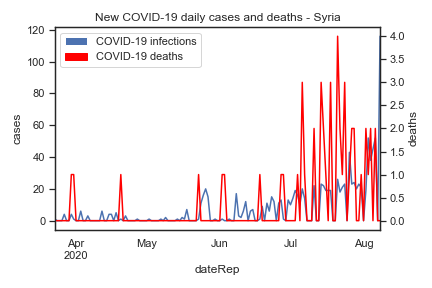 New COVID-19 daily cases and deaths - Syria
COVID-19 infections
COVID-19 deaths
120
100
80
60
40
20
0
cases
4.0
3.5
3.0
2.5
2.0
1.5
1.0
0.5
0.0
deaths
Apr May Jun Jul Aug
2020
dateRep